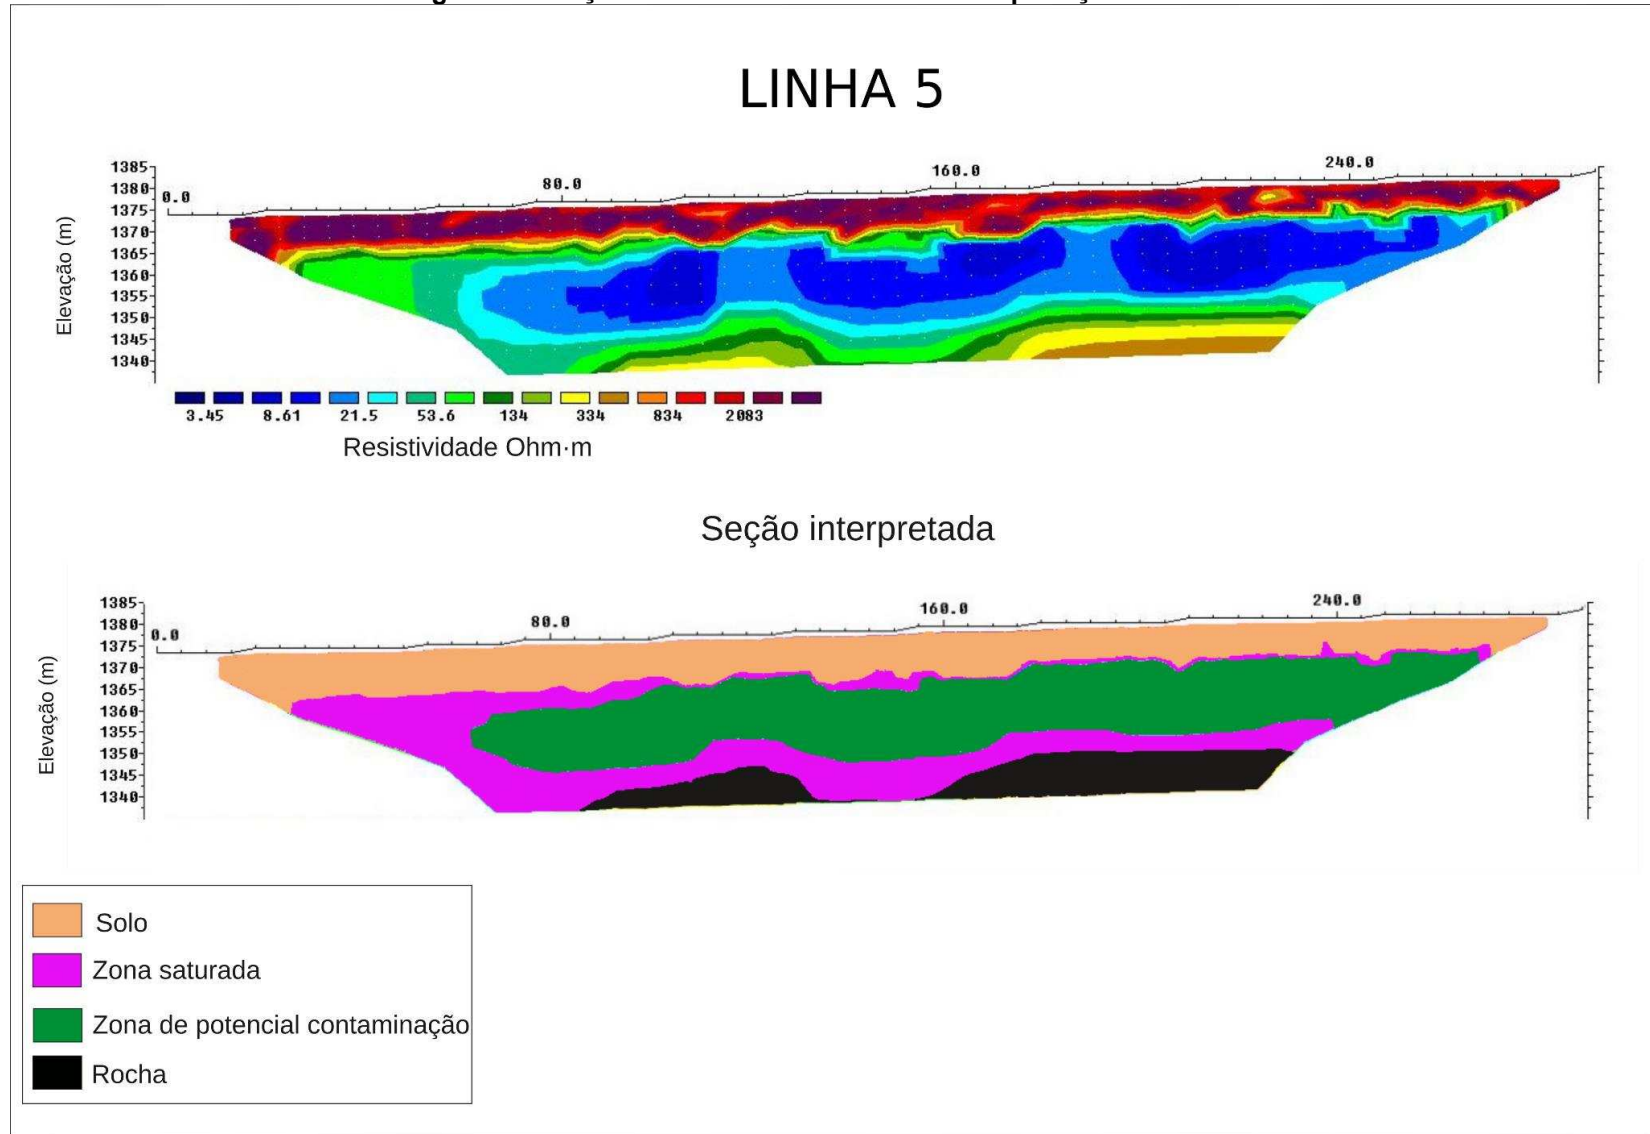 LINHA 5
Elevação (m)
1385
1380
1375
1370
1365
1360
1355
1350
1345
1340
0.0 80.0 160.0 240.0
3.45 8.61 21.5 53.6 134 334 834 2083
Resistividade Ohm·m
Seção interpretada
Elevação (m)
1385
1380
1375
1370
1365
1360
1355
1350
1345
1340
0.0 80.0 160.0 240.0
Solo
Zona saturada
Zona de potencial contaminação
Rocha